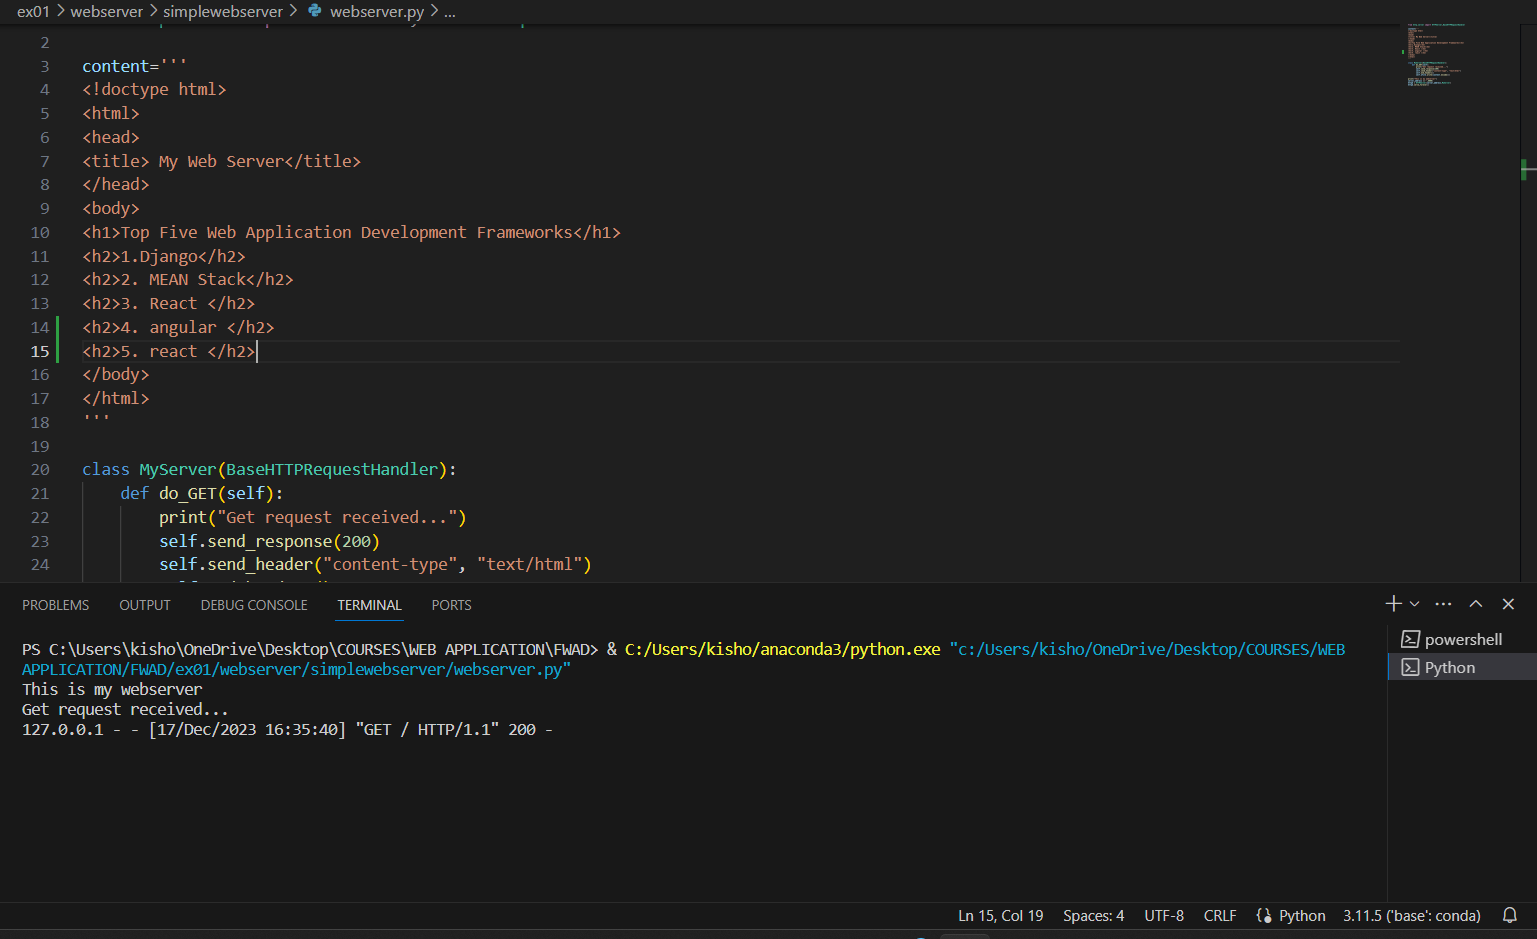 ex01 > webserver > simplewebserver > webserver.py > ...
2
3 content='''
4 <!doctype html>
5 <html>
6 <head>
7 <title> My Web Server</title>
8 </head>
9 <body>
10 <h1>Top Five Web Application Development Frameworks</h1>
11 <h2>1.Django</h2>
12 <h2>2. MEAN Stack</h2>
13 <h2>3. React </h2>
14 <h2>4. angular </h2>
15 <h2>5. react </h2>
16 </body>
17 </html>
18 '''
19
20 class MyServer(BaseHTTPRequestHandler):
21 def do_GET(self):
22 print("Get request received...")
23 self.send_response(200)
24 self.send_header("content-type", "text/html")
PROBLEMS OUTPUT DEBUG CONSOLE TERMINAL PORTS
PS C:\Users\kisho\OneDrive\Desktop\COURSES\WEB APPLICATION\FWAD> & C:/Users/kisho/anaconda3/python.exe "c:/Users/kisho/OneDrive/Desktop/COURSES/WEB
APPLICATION/FWAD/ex01/webserver/simplewebserver/webserver.py"
This is my webserver
Get request received...
127.0.0.1 - - [17/Dec/2023 16:35:40] "GET / HTTP/1.1" 200 -
powershell
Python
Ln 15, Col 19 Spaces: 4 UTF-8 CRLF Python 3.11.5 ('base': conda)